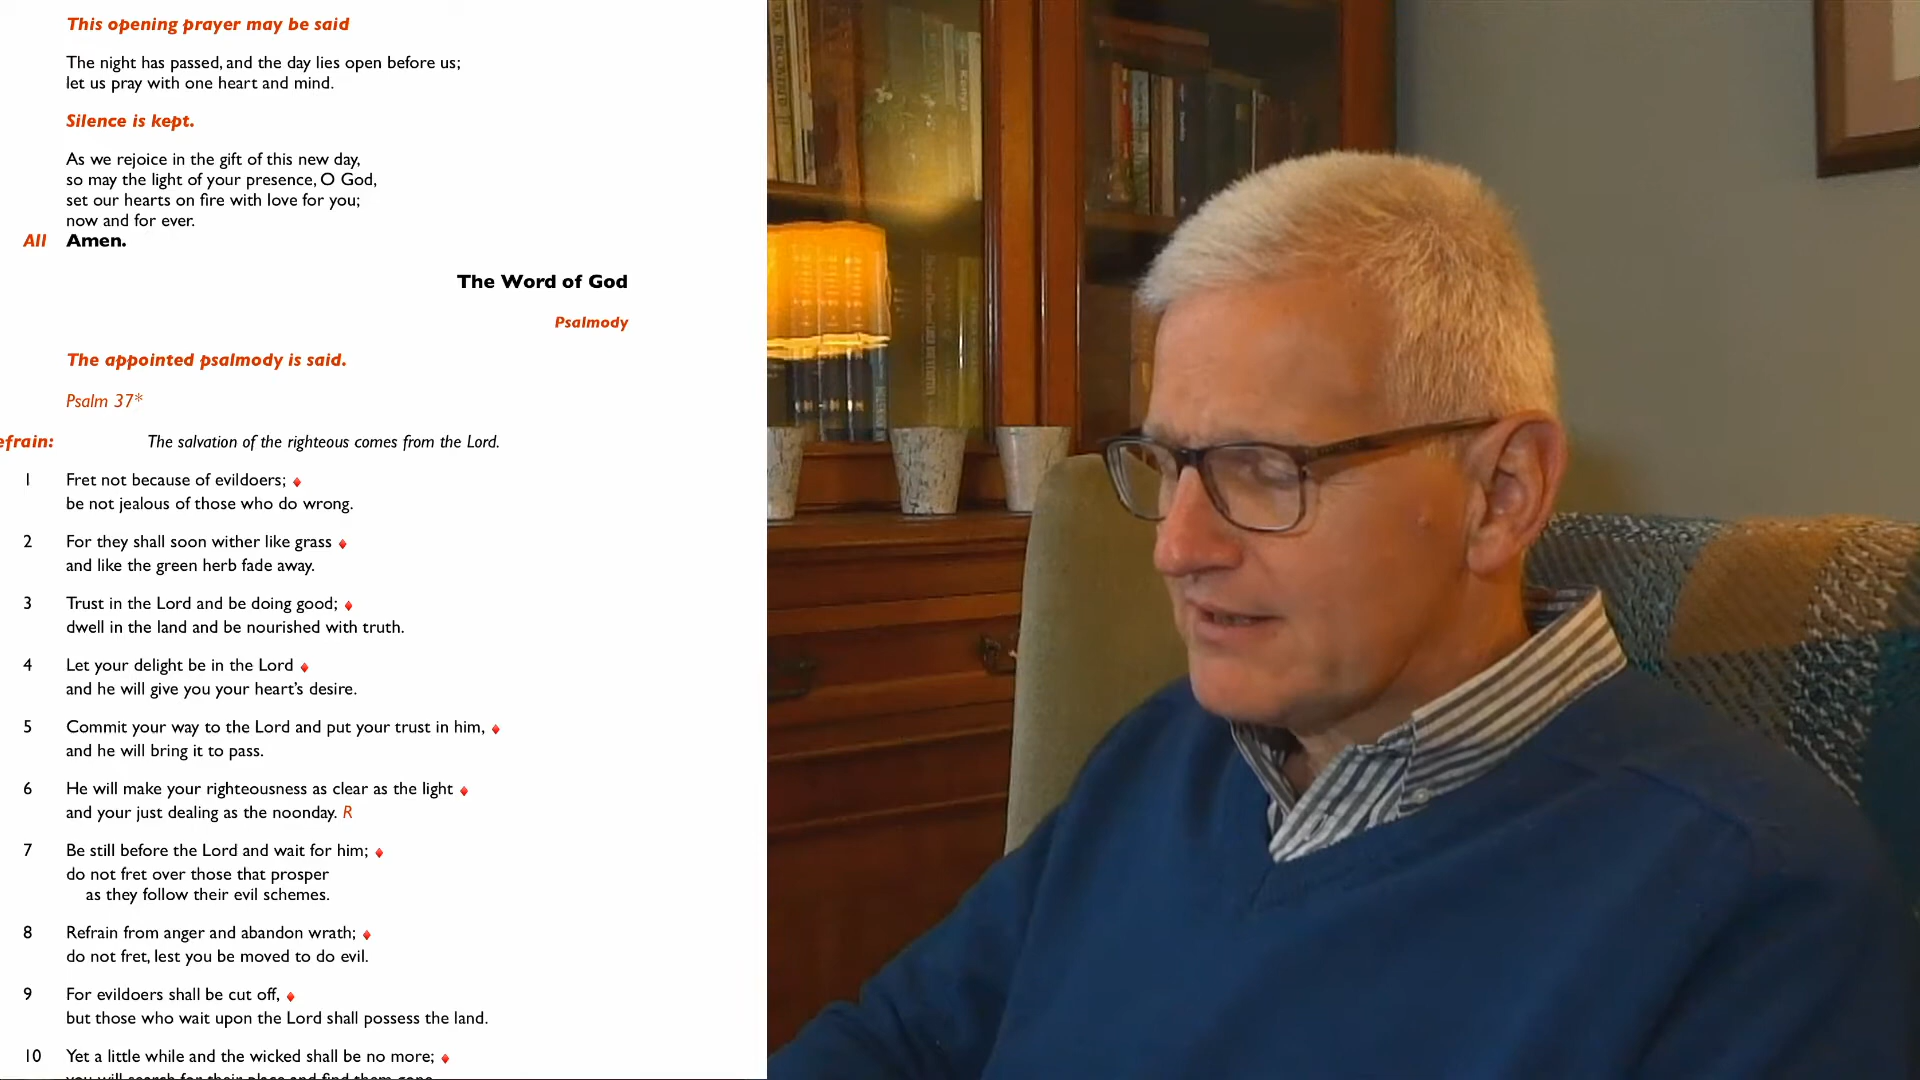 This opening prayer may be said
The night has passed, and the day lies open before us;
let us pray with one heart and mind.
Silence is kept.
As we rejoice in the gift of this new day,
so may the light of your presence, O God,
set our hearts on fire with love for you;
now and for ever.
All Amen.
The Word of God
Psalmody
The appointed psalmody is said.
Psalm 37*
efrain: The salvation of the righteous comes from the Lord.
1 Fret not because of evildoers; ♦
be not jealous of those who do wrong.
2 For they shall soon wither like grass ♦
and like the green herb fade away.
3 Trust in the Lord and be doing good; ♦
dwell in the land and be nourished with truth.
4 Let your delight be in the Lord ♦
and he will give you your heart's desire.
5 Commit your way to the Lord and put your trust in him, ♦
and he will bring it to pass.
6 He will make your righteousness as clear as the light ♦
and your just dealing as the noonday. R
7 Be still before the Lord and wait for him; ♦
do not fret over those that prosper
as they follow their evil schemes.
8 Refrain from anger and abandon wrath; ♦
do not fret, lest you be moved to do evil.
9 For evildoers shall be cut off, ♦
but those who wait upon the Lord shall possess the land.
10 Yet a little while and the wicked shall be no more; ♦
you will search for their place and find them gone.
Kenya